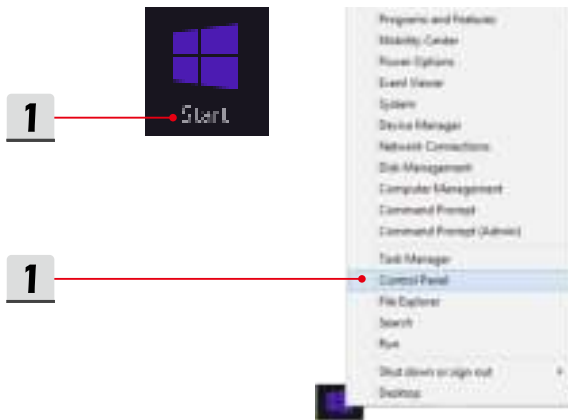 1
Start
1
Programs and Features
Mobility Center
Power Options
Event Viewer
System
Device Manager
Network Connections
Disk Management
Computer Management
Command Prompt
Command Prompt (Admin)
Task Manager
Control Panel
File Explorer
Search
Run
Shut down or sign out
Desktop